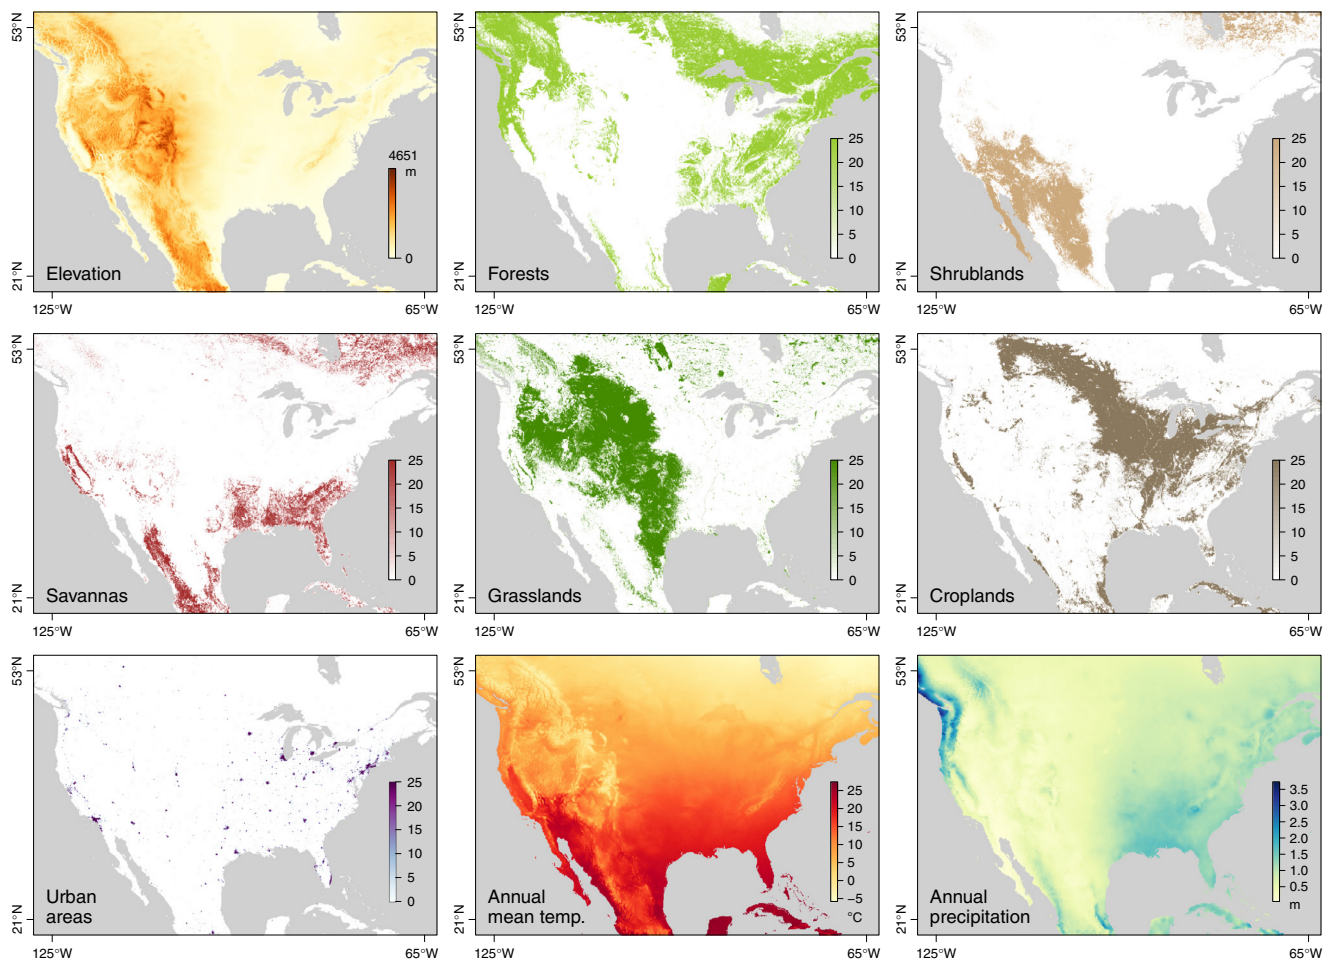 53°N
21°N
125°W
65°W
Elevation
4651
m
0
53°N
21°N
125°W
65°W
Forests
25
20
15
10
5
0
53°N
21°N
125°W
65°W
Shrublands
25
20
15
10
5
0
53°N
21°N
125°W
65°W
Savannas
25
20
15
10
5
0
53°N
21°N
125°W
65°W
Grasslands
25
20
15
10
5
0
53°N
21°N
125°W
65°W
Croplands
25
20
15
10
5
0
53°N
21°N
125°W
65°W
Urban
areas
25
20
15
10
5
0
53°N
21°N
125°W
65°W
Annual
mean temp.
25
20
15
10
5
0
−5
°C
53°N
21°N
125°W
65°W
Annual
precipitation
3.5
3.0
2.5
2.0
1.5
1.0
0.5
m